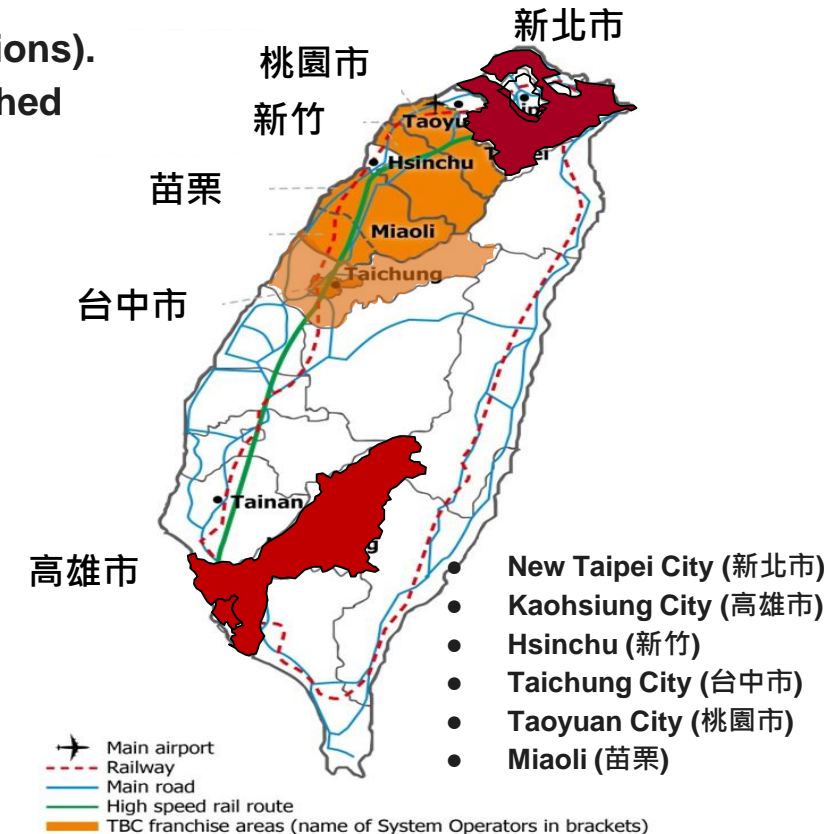 新北市
ions).
桃園市
hed
新竹
Taoyu
Hsinchu
苗栗
Miaoli
Taichung
台中市
Tainan
高雄市
● New Taipei City (新北市)
● Kaohsiung City (高雄市)
● Hsinchu (新竹)
● Taichung City (台中市)
● Taoyuan City (桃園市)
● Miaoli (苗栗)
Main airport
Railway
Main road
High speed rail route
TBC franchise areas (name of System Operators in brackets)